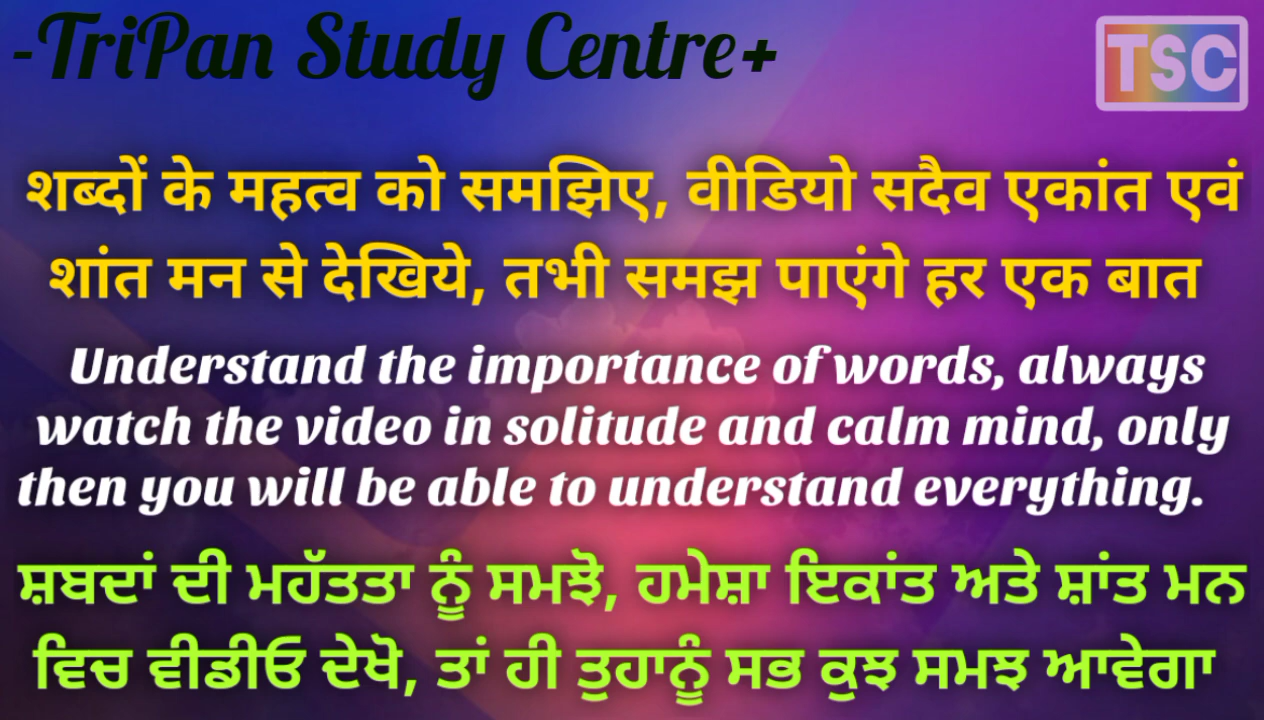 -TriPan Study Centre+
TSC
शब्दों के महत्व को समझिए, वीडियो सदैव एकांत एवं
शांत मन से देखिये, तभी समझ पाएंगे हर एक बात
Understand the importance of words, always
watch the video in solitude and calm mind, only
then you will be able to understand everything.
ਸ਼ਬਦਾਂ ਦੀ ਮਹੱਤਤਾ ਨੂੰ ਸਮਝੋ, ਹਮੇਸ਼ਾ ਇਕਾਂਤ ਅਤੇ ਸ਼ਾਂਤ ਮਨ
ਵਿਚ ਵੀਡੀਓ ਦੇਖੋ, ਤਾਂ ਹੀ ਤੁਹਾਨੂੰ ਸਭ ਕੁਝ ਸਮਝ ਆਵੇਗਾ